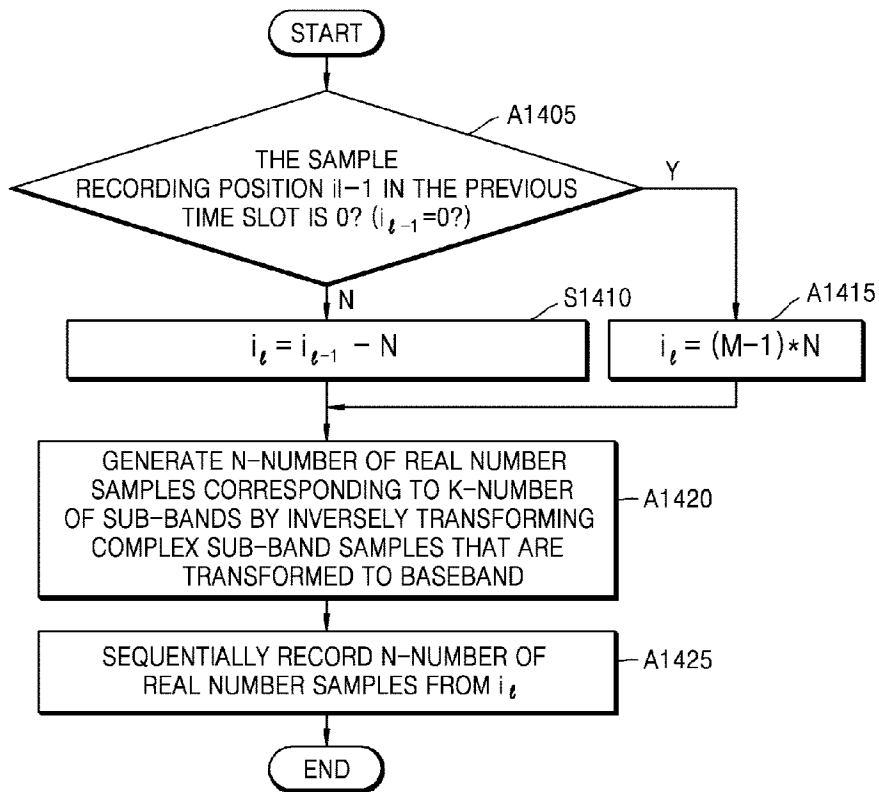 START
A1405
THE SAMPLE
RECORDING POSITION il-1 IN THE PREVIOUS
TIME SLOT IS 0? (iℓ-1=0?)
Y
N
S1410
iℓ = iℓ-1 - N
A1415
iℓ = (M-1)*N
GENERATE N-NUMBER OF REAL NUMBER
SAMPLES CORRESPONDING TO K-NUMBER
OF SUB-BANDS BY INVERSELY TRANSFORMING
COMPLEX SUB-BAND SAMPLES THAT ARE
TRANSFORMED TO BASEBAND
A1420
SEQUENTIALLY RECORD N-NUMBER OF
REAL NUMBER SAMPLES FROM iℓ
A1425
END